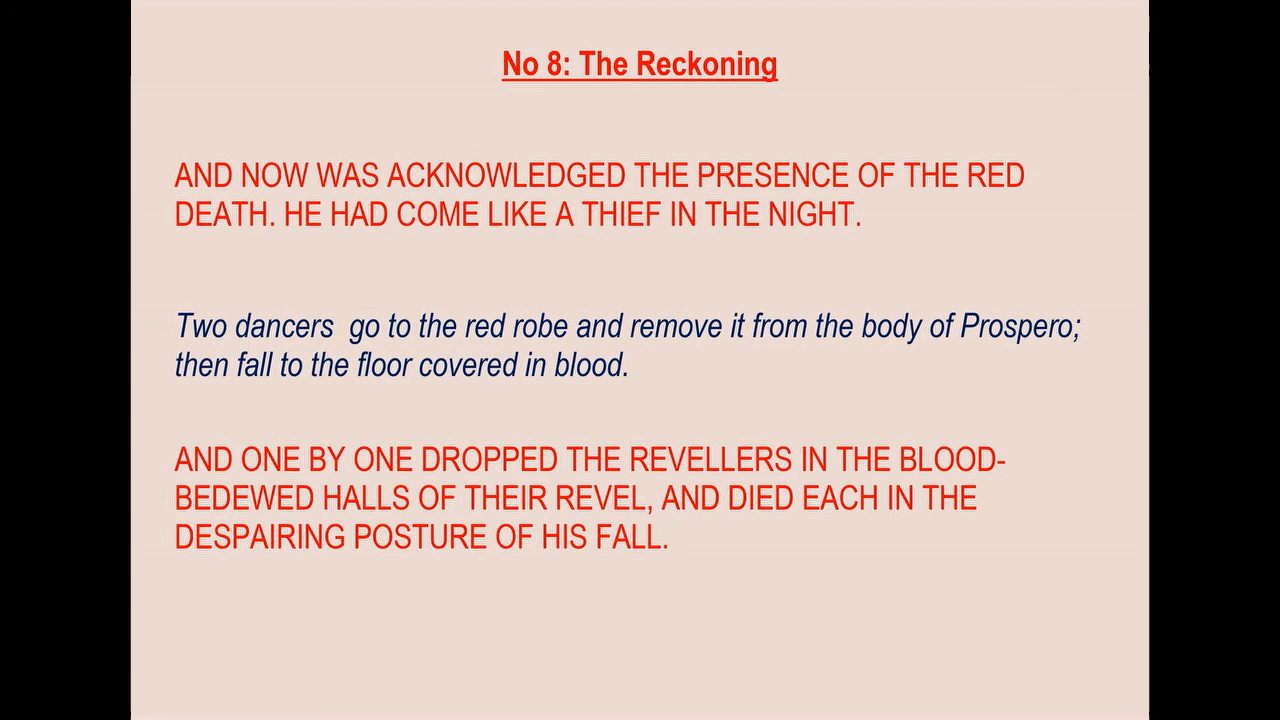 No 8: The Reckoning
AND NOW WAS ACKNOWLEDGED THE PRESENCE OF THE RED
DEATH. HE HAD COME LIKE A THIEF IN THE NIGHT.
Two dancers  go to the red robe and remove it from the body of Prospero;
then fall to the floor covered in blood.
AND ONE BY ONE DROPPED THE REVELLERS IN THE BLOOD-
BEDEWED HALLS OF THEIR REVEL, AND DIED EACH IN THE
DESPAIRING POSTURE OF HIS FALL.